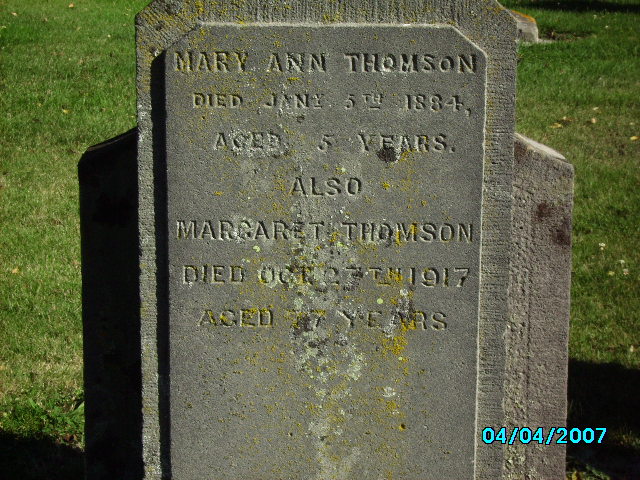 MARY ANN THOMSON
DIED JANY 5TH 1884,
AGED 5 YEARS.
ALSO
MARGARET THOMSON
DIED OCT 27TH 1917
AGED 77 YEARS
04/04/2007